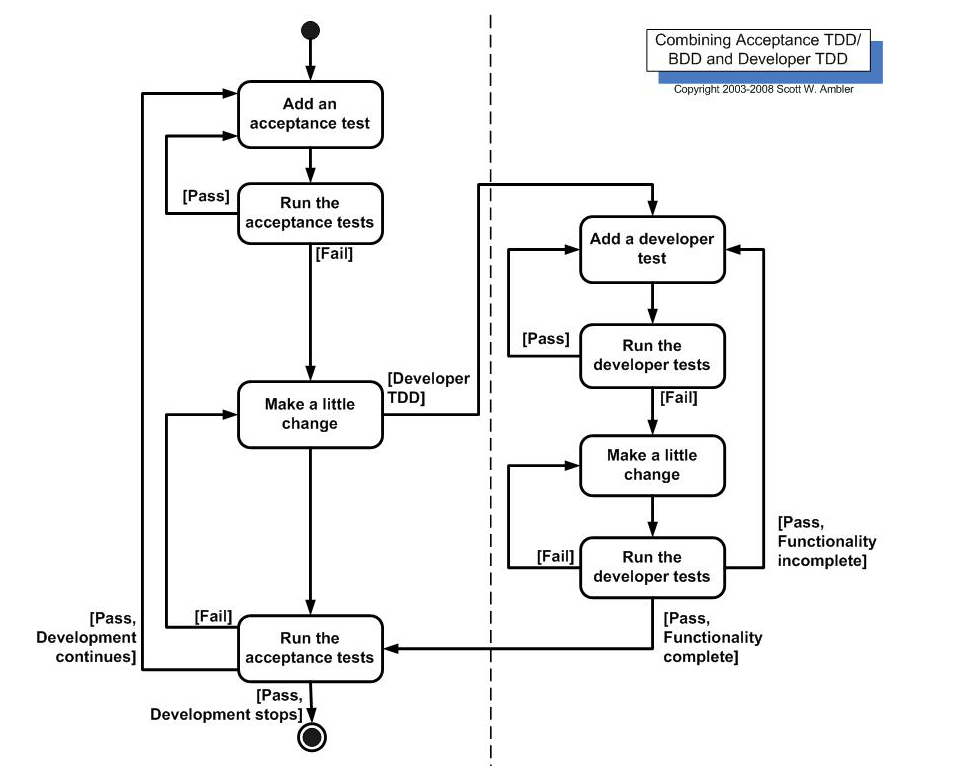 Combining Acceptance TDD/
BDD and Developer TDD
Copyright 2003-2008 Scott W. Ambler
Add an
acceptance test
[Pass]
Run the
acceptance tests
[Fail]
Make a little
change
[Developer
TDD]
[Fail]
[Pass,
Development
continues]
Run the
acceptance tests
[Pass,
Development stops]
Add a developer
test
[Pass]
Run the
developer tests
[Fail]
Make a little
change
[Fail]
Run the
developer tests
[Pass,
Functionality
incomplete]
[Pass,
Functionality
complete]